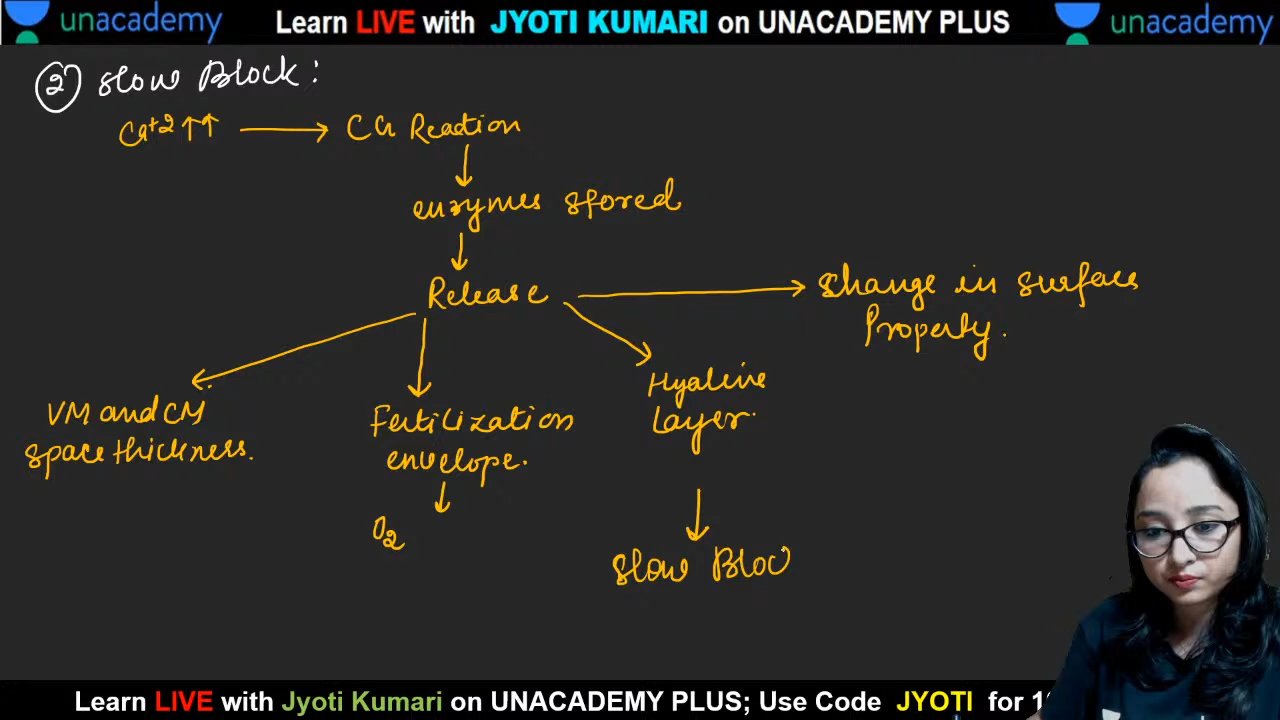 unacademy Learn LIVE with JYOTI KUMARI on UNACADEMY PLUS unacademy
② Slow Block:
Ca+2 ↑↑ → CG Reaction
↓
enzymes stored
↓
Release → Change in surface
Property.
VM and CM
space thickness.
Fertilization
envelope.
↓
O2
Hyaline
Layer.
↓
Slow Bloc
Learn LIVE with Jyoti Kumari on UNACADEMY PLUS; Use Code JYOTI for 1